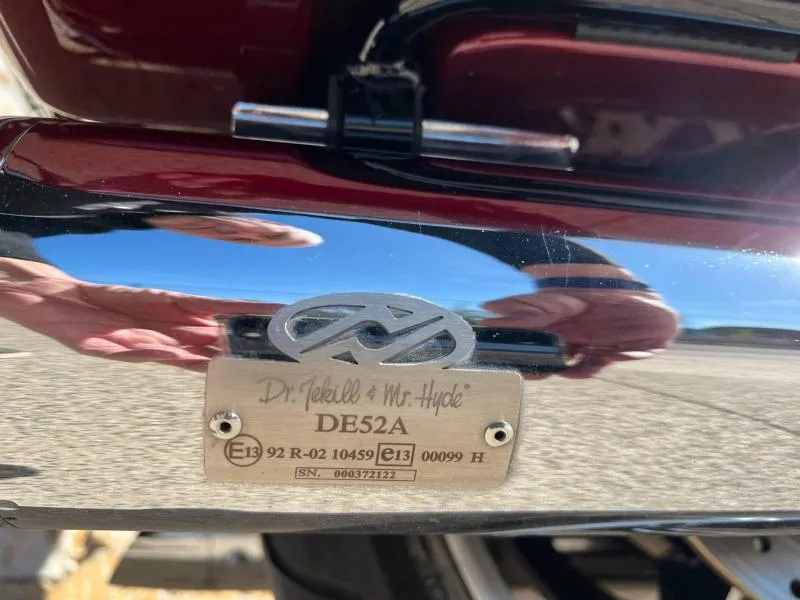 Dr. Jekill & Mr. Hyde®
DE52A
E13 92 R-02 10459 e13 00099 H
SN. 000372122